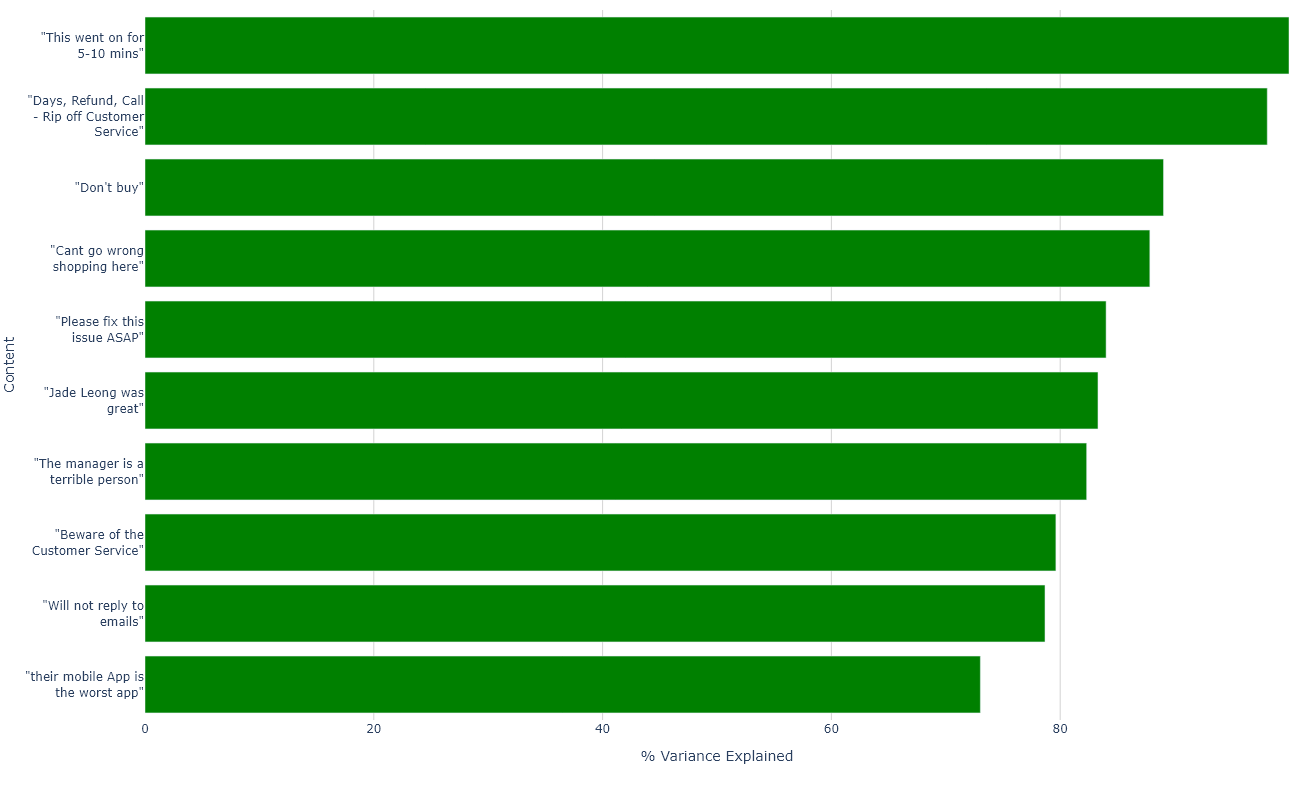 "This went on for
5-10 mins"
"Days, Refund, Call
- Rip off Customer
Service"
"Don't buy"
"Cant go wrong
shopping here"
"Please fix this
issue ASAP"
"Jade Leong was
great"
"The manager is a
terrible person"
"Beware of the
Customer Service"
"Will not reply to
emails"
"their mobile App is
the worst app"
Content
0 20 40 60 80
% Variance Explained